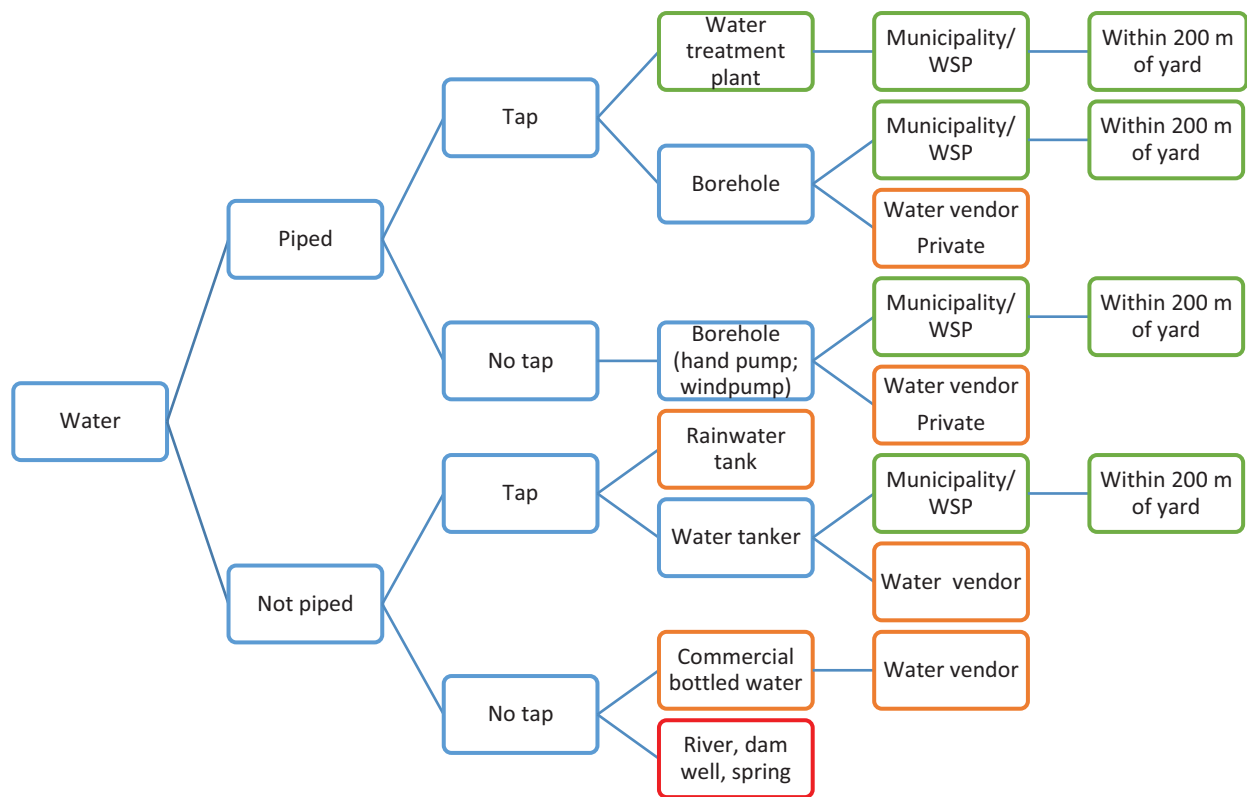 Water
treatment
plant
Municipality/
WSP
Within 200 m
of yard
Tap
Municipality/
WSP
Within 200 m
of yard
Borehole
Water vendor
Private
Piped
Municipality/
WSP
Within 200 m
of yard
No tap
Borehole
(hand pump;
windpump)
Water vendor
Private
Water
Rainwater
tank
Tap
Municipality/
WSP
Within 200 m
of yard
Water tanker
Water vendor
Not piped
Commercial
bottled water
Water vendor
No tap
River, dam
well, spring